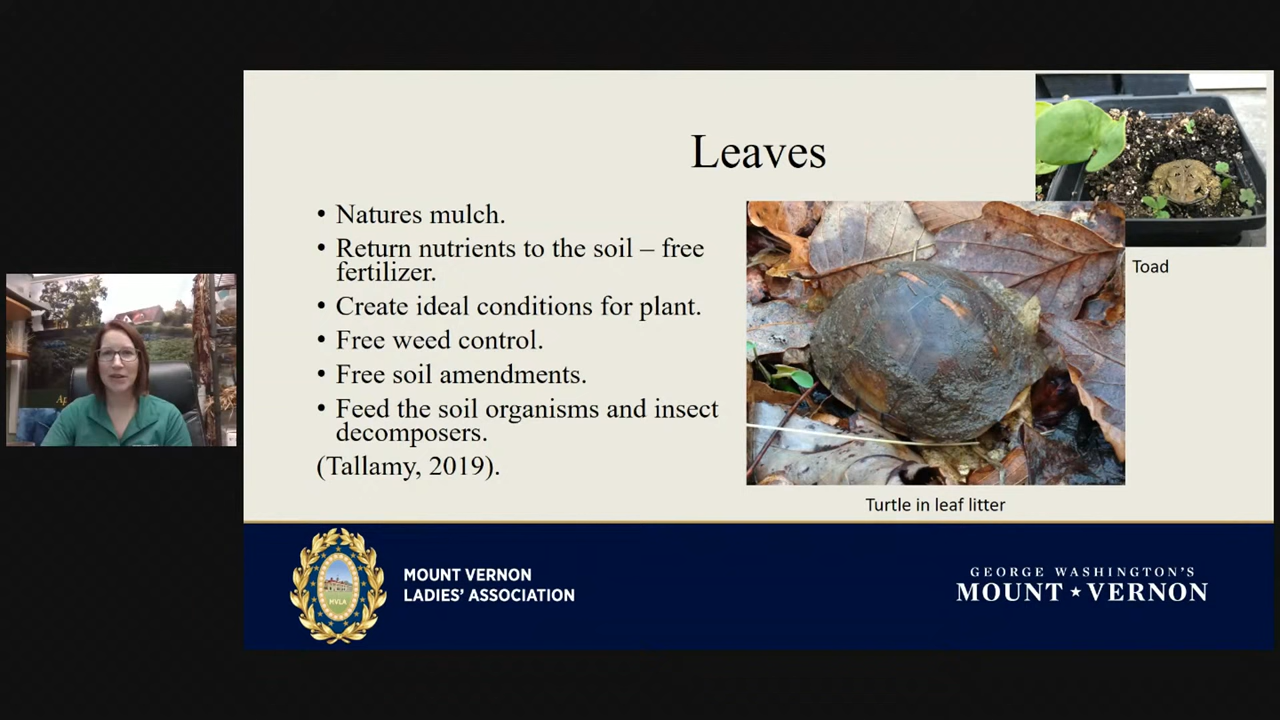 Leaves
• Natures mulch.
• Return nutrients to the soil – free
fertilizer.
• Create ideal conditions for plant.
• Free weed control.
• Free soil amendments.
• Feed the soil organisms and insect
decomposers.
(Tallamy, 2019).
Toad
Turtle in leaf litter
MVLA
MOUNT VERNON
LADIES' ASSOCIATION
GEORGE WASHINGTON'S
MOUNT ★ VERNON